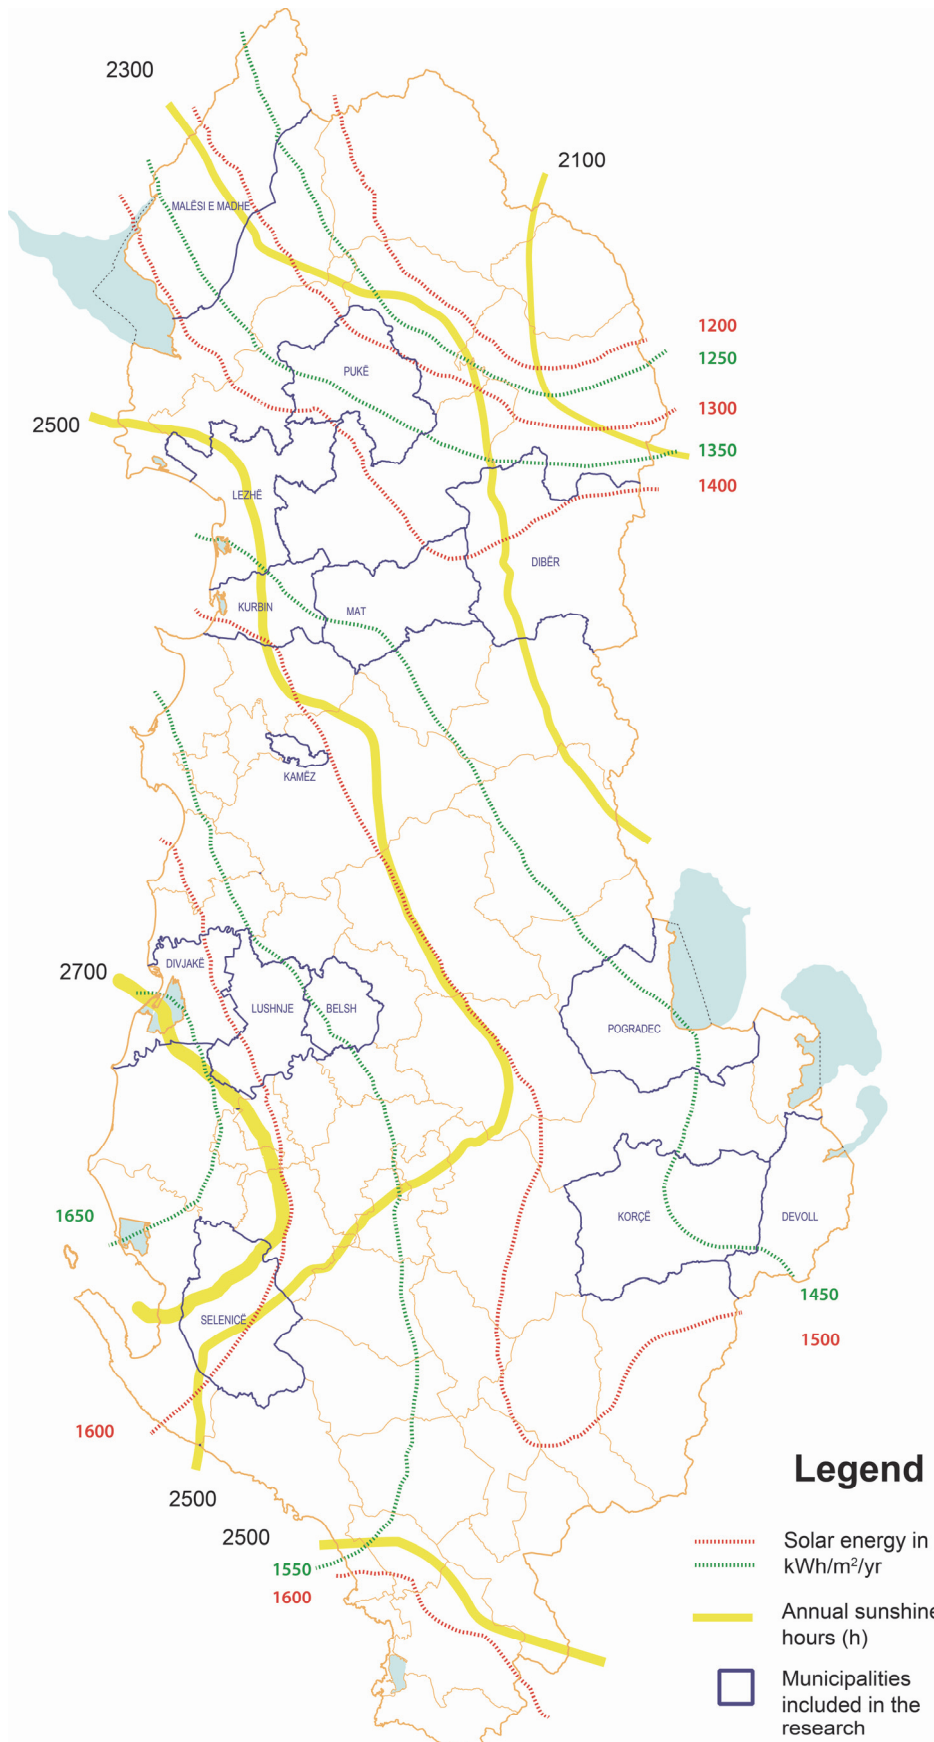 2300
2100
MALËSI E MADHE
1200
1250
PUKË
1300
2500
1350
1400
LEZHË
DIBËR
KURBIN
MAT
KAMËZ
DIVJAKË
2700
LUSHNJE
BELSH
POGRADEC
1650
KORÇË
DEVOLL
1450
SELENICË
1500
1600
Legend
2500
2500
Solar energy in
kWh/m²/yr
1550
1600
Annual sunshine
hours (h)
Municipalities
included in the
research